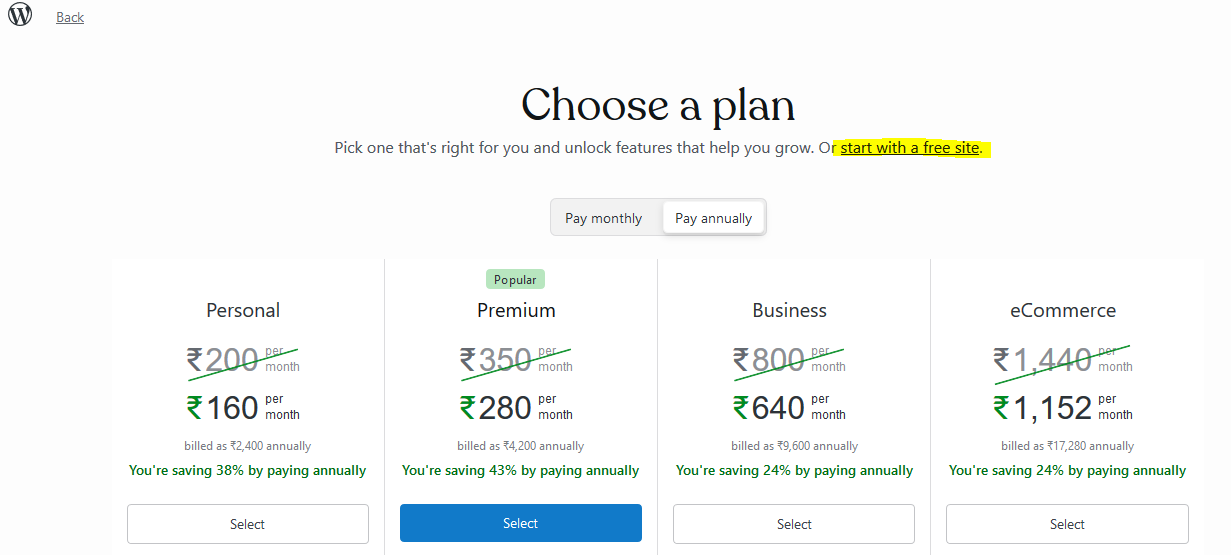 Back
Choose a plan
Pick one that's right for you and unlock features that help you grow. Or start with a free site.
Pay monthly Pay annually
Popular
Personal Premium Business eCommerce
₹200 per month ₹350 per month ₹800 per month ₹1,440 per month
₹160 per month ₹280 per month ₹640 per month ₹1,152 per month
billed as ₹2,400 annually billed as ₹4,200 annually billed as ₹9,600 annually billed as ₹17,280 annually
You're saving 38% by paying annually You're saving 43% by paying annually You're saving 24% by paying annually You're saving 24% by paying annually
Select Select Select Select